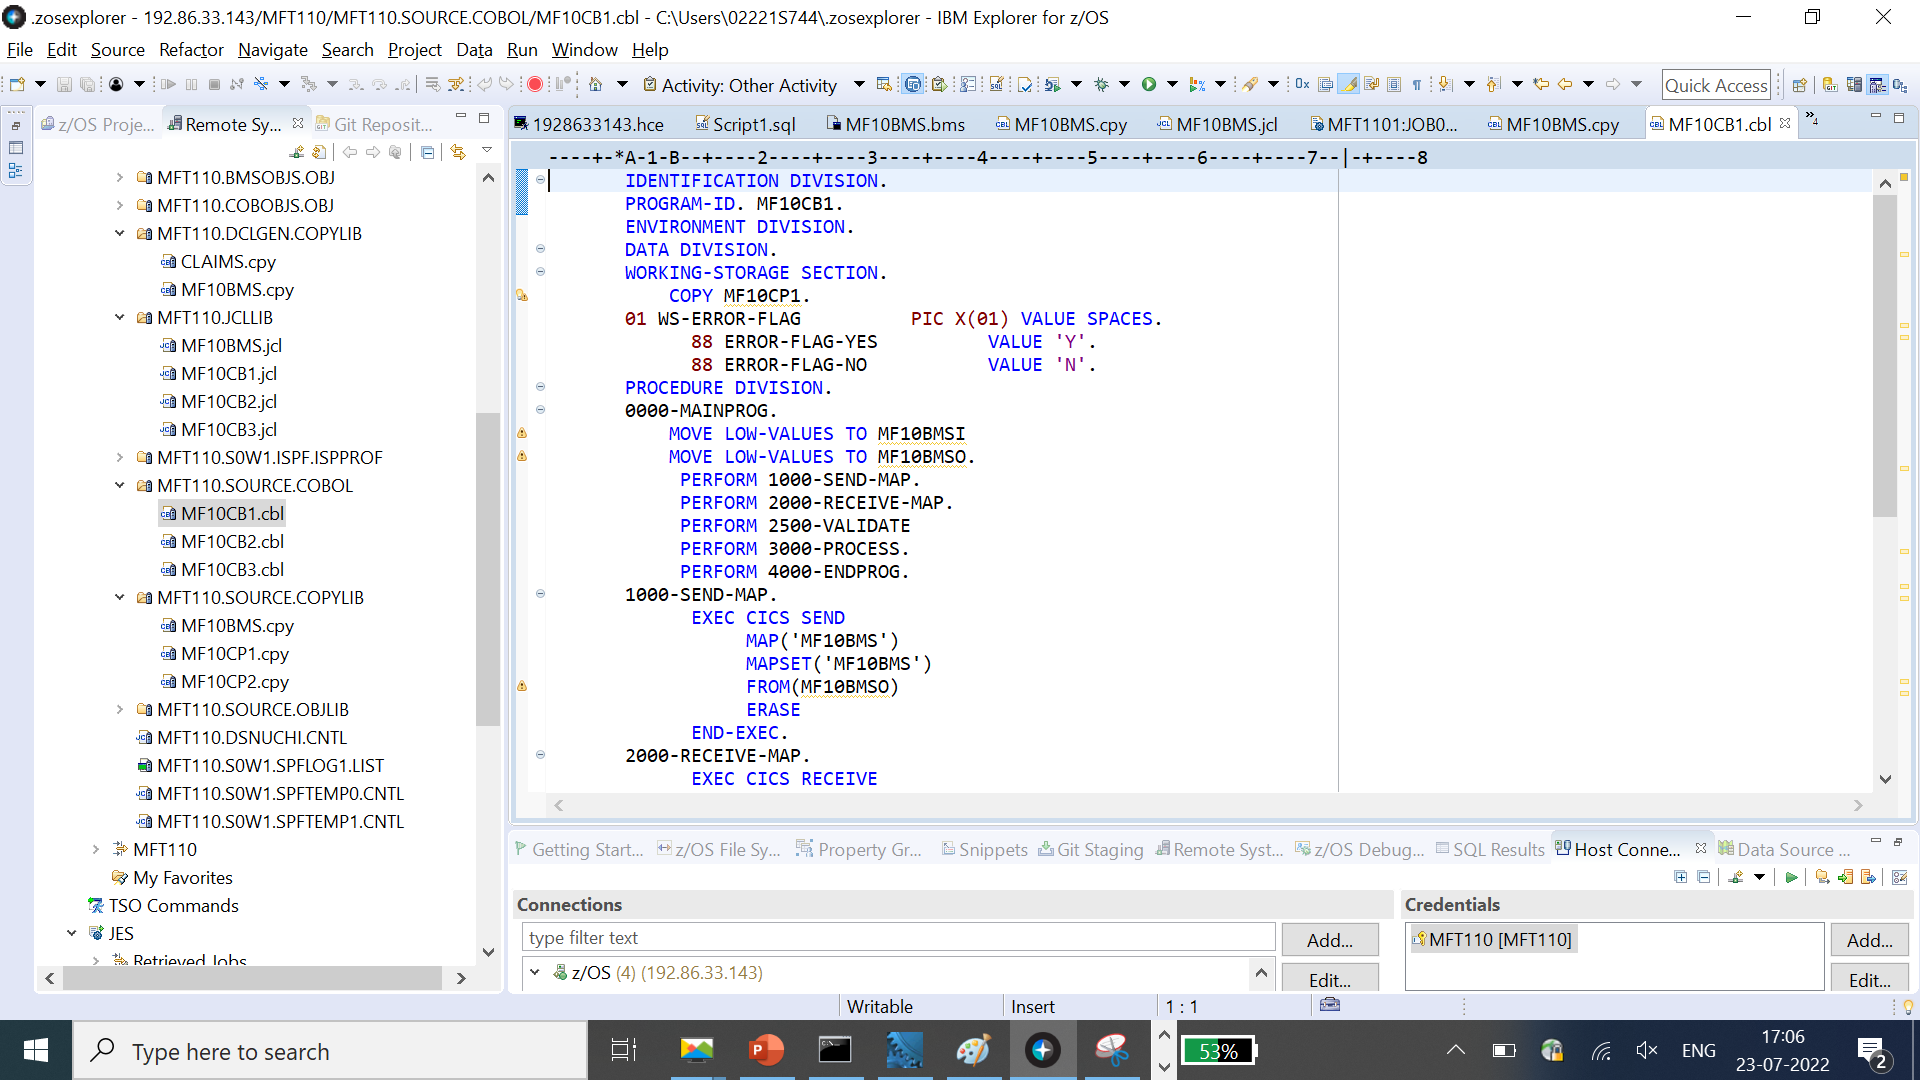 .zosexplorer - 192.86.33.143/MFT110/MFT110.SOURCE.COBOL/MF10CB1.cbl - C:\Users\02221S744\.zosexplorer - IBM Explorer for z/OS
File Edit Source Refactor Navigate Search Project Data Run Window Help
Activity: Other Activity
Quick Access
z/OS Proje...
Remote Sy...
Git Reposit...
MFT110.BMSOBJS.OBJ
MFT110.COBOBJS.OBJ
MFT110.DCLGEN.COPYLIB
CLAIMS.cpy
MF10BMS.cpy
MFT110.JCLLIB
MF10BMS.jcl
MF10CB1.jcl
MF10CB2.jcl
MF10CB3.jcl
MFT110.S0W1.ISPF.ISPPROF
MFT110.SOURCE.COBOL
MF10CB1.cbl
MF10CB2.cbl
MF10CB3.cbl
MFT110.SOURCE.COPYLIB
MF10BMS.cpy
MF10CP1.cpy
MF10CP2.cpy
MFT110.SOURCE.OBJLIB
MFT110.DSNUCHI.CNTL
MFT110.S0W1.SPFLOG1.LIST
MFT110.S0W1.SPFTEMP0.CNTL
MFT110.S0W1.SPFTEMP1.CNTL
MFT110
My Favorites
TSO Commands
JES
Retrieved Jobs
1928633143.hce Script1.sql MF10BMS.bms MF10BMS.cpy MF10BMS.jcl MFT1101:JOB0... MF10BMS.cpy MF10CB1.cbl »4
----+-*A-1-B--+----2----+----3----+----4----+----5----+----6----+----7--|-+----8
IDENTIFICATION DIVISION.
PROGRAM-ID. MF10CB1.
ENVIRONMENT DIVISION.
DATA DIVISION.
WORKING-STORAGE SECTION.
COPY MF10CP1.
01 WS-ERROR-FLAG PIC X(01) VALUE SPACES.
88 ERROR-FLAG-YES VALUE 'Y'.
88 ERROR-FLAG-NO VALUE 'N'.
PROCEDURE DIVISION.
0000-MAINPROG.
MOVE LOW-VALUES TO MF10BMSI
MOVE LOW-VALUES TO MF10BMSO.
PERFORM 1000-SEND-MAP.
PERFORM 2000-RECEIVE-MAP.
PERFORM 2500-VALIDATE
PERFORM 3000-PROCESS.
PERFORM 4000-ENDPROG.
1000-SEND-MAP.
EXEC CICS SEND
MAP('MF10BMS')
MAPSET('MF10BMS')
FROM(MF10BMSO)
ERASE
END-EXEC.
2000-RECEIVE-MAP.
EXEC CICS RECEIVE
Getting Start... z/OS File Sy... Property Gr... Snippets Git Staging Remote Syst... z/OS Debug... SQL Results Host Conne... Data Source ...
Connections
type filter text
Add...
z/OS (4) (192.86.33.143)
Edit...
Credentials
MFT110 [MFT110]
Add...
Edit...
Writable Insert 1 : 1
Type here to search
53%
ENG
17:06
23-07-2022
2